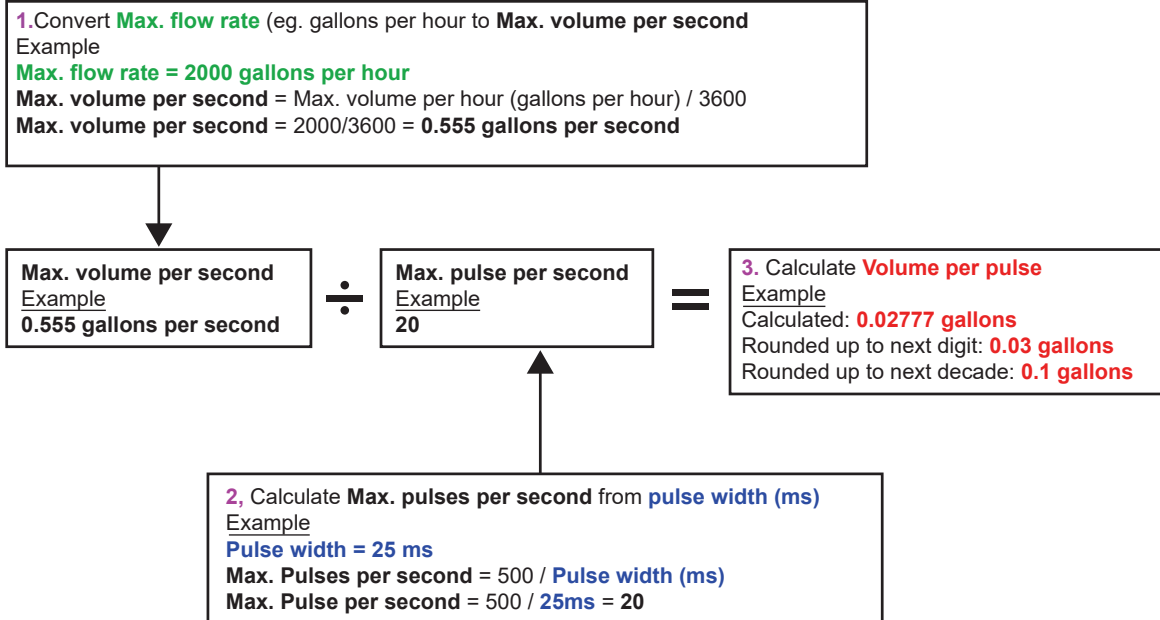 1.Convert Max. flow rate (eg. gallons per hour to Max. volume per second
Example
Max. flow rate = 2000 gallons per hour
Max. volume per second = Max. volume per hour (gallons per hour) / 3600
Max. volume per second = 2000/3600 = 0.555 gallons per second
Max. volume per second
Example
0.555 gallons per second
÷
Max. pulse per second
Example
20
=
3. Calculate Volume per pulse
Example
Calculated: 0.02777 gallons
Rounded up to next digit: 0.03 gallons
Rounded up to next decade: 0.1 gallons
2, Calculate Max. pulses per second from pulse width (ms)
Example
Pulse width = 25 ms
Max. Pulses per second = 500 / Pulse width (ms)
Max. Pulse per second = 500 / 25ms = 20